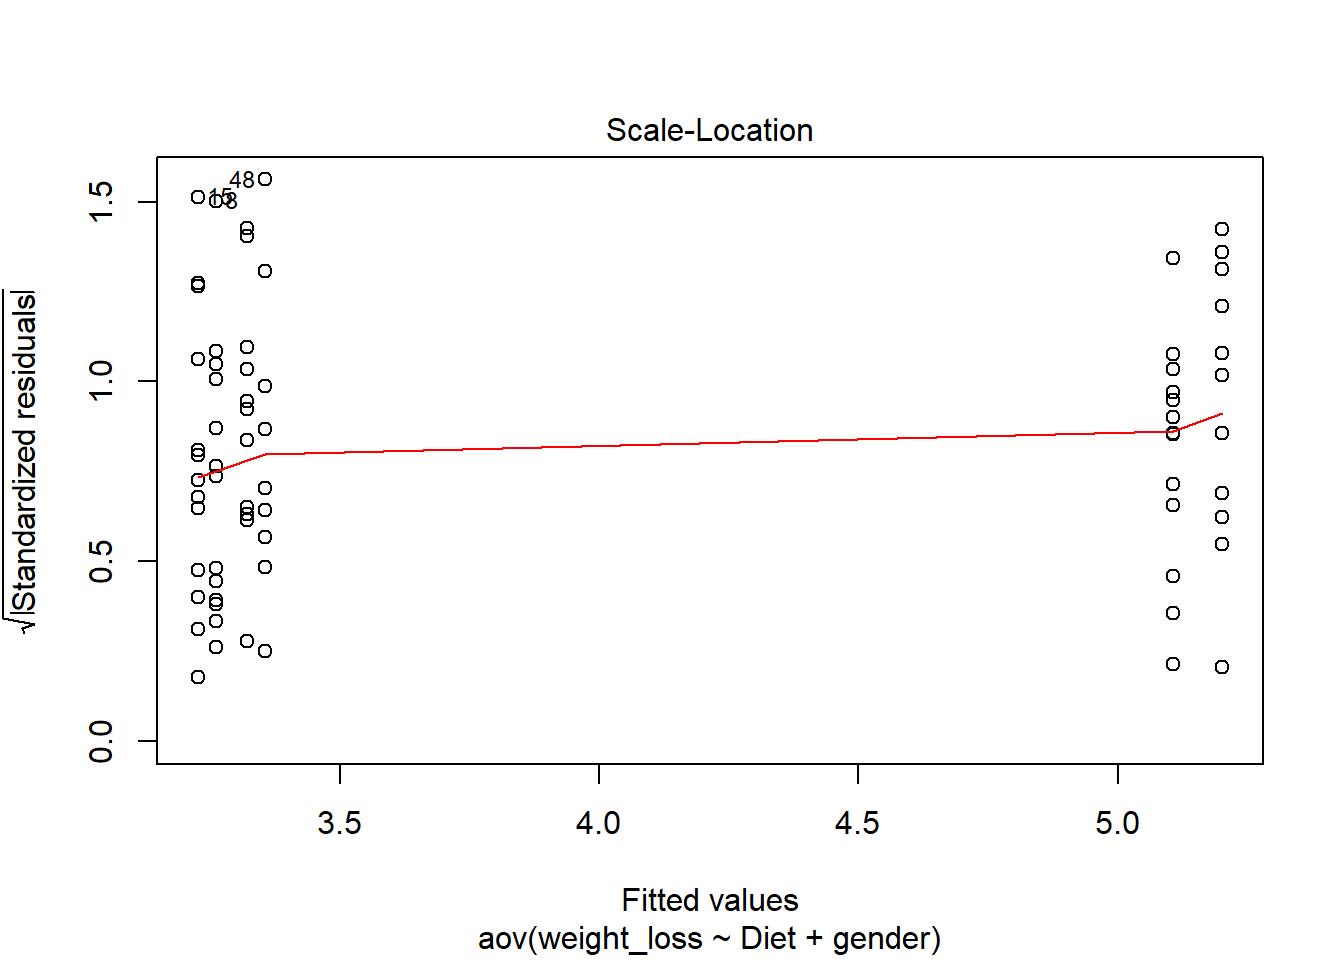 Scale-Location
√|Standardized residuals|
1.5
1.0
0.5
0.0
48
15
8
3.5 4.0 4.5 5.0
Fitted values
aov(weight_loss ~ Diet + gender)